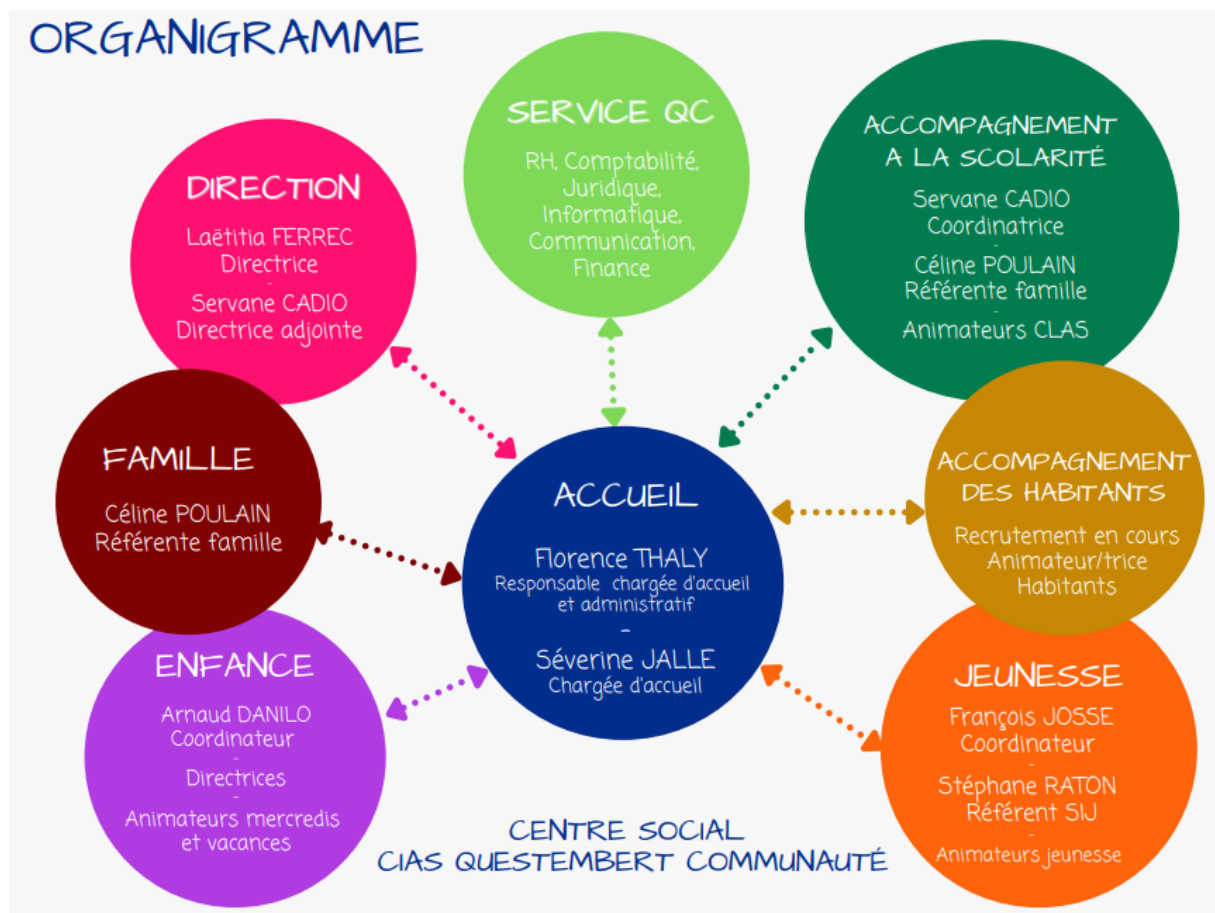 ORGANIGRAMME
SERVICE QC
RH, Comptabilité,
Juridique,
Informatique,
Communication,
Finance
ACCOMPAGNEMENT
A LA SCOLARITÉ
Servane CADIO
Coordinatrice
-
Céline POULAIN
Référente famille
-
Animateurs CLAS
DIRECTION
Laëtitia FERREC
Directrice
-
Servane CADIO
Directrice adjointe
FAMILLE
Céline POULAIN
Référente famille
ACCUEIL
Florence THALY
Responsable chargée d'accueil
et administratif
-
Séverine JALLE
Chargée d'accueil
ACCOMPAGNEMENT
DES HABITANTS
Recrutement en cours
Animateur/trice
Habitants
ENFANCE
Arnaud DANILO
Coordinateur
-
Directrices
-
Animateurs mercredis
et vacances
JEUNESSE
François JOSSE
Coordinateur
-
Stéphane RATON
Référent SIJ
-
Animateurs jeunesse
CENTRE SOCIAL
CIAS QUESTEMBERT COMMUNAUTÉ